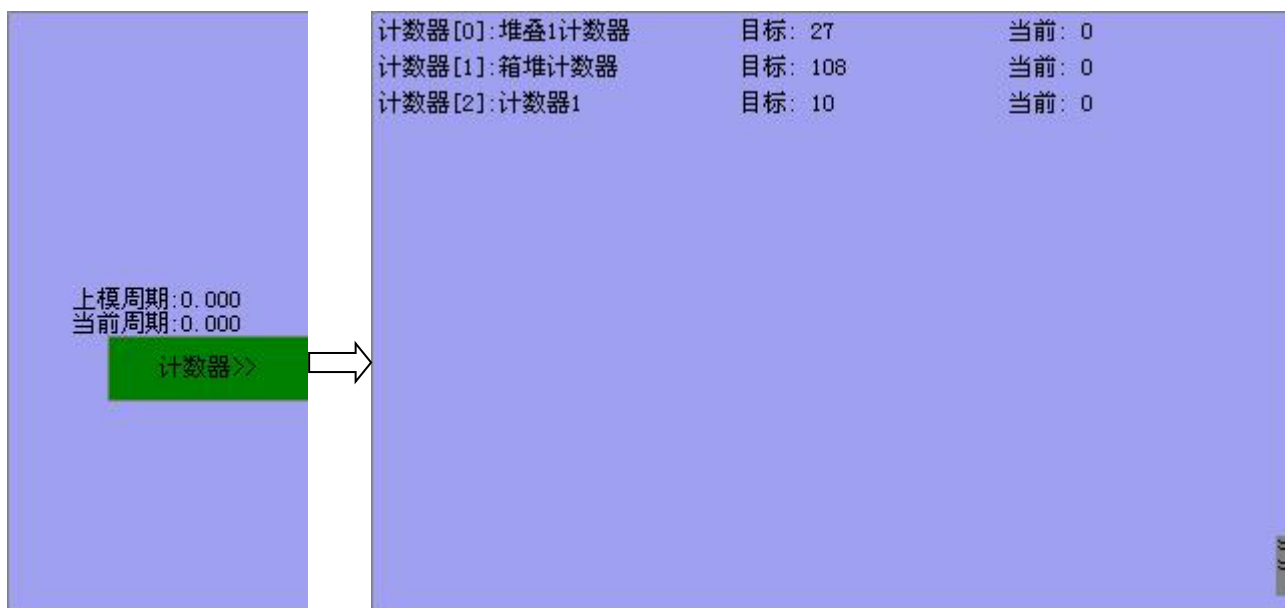 上模周期:0.000
当前周期:0.000
计数器>>
计数器[0]:堆叠1计数器 目标: 27 当前: 0
计数器[1]:箱堆计数器 目标: 108 当前: 0
计数器[2]:计数器1 目标: 10 当前: 0